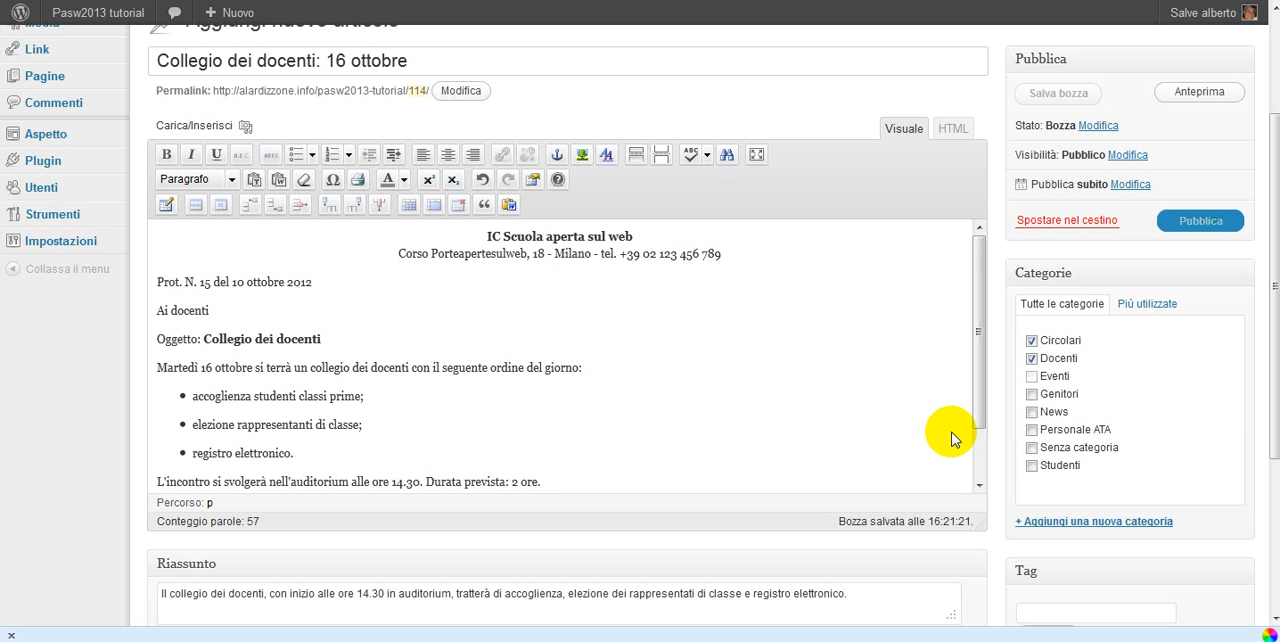 Pasw2013 tutorial
Nuovo
Salve alberto
Media
Link
Pagine
Commenti
Aspetto
Plugin
Utenti
Strumenti
Impostazioni
Collassa il menu
Aggiungi nuovo articolo
Collegio dei docenti: 16 ottobre
Permalink: http://alardizzone.info/pasw2013-tutorial/114/ Modifica
Carica/Inserisci
Visuale HTML
B I U ABC ABC
ABC
Paragrafo
IC Scuola aperta sul web
Corso Porteapertesulweb, 18 - Milano - tel. +39 02 123 456 789
Prot. N. 15 del 10 ottobre 2012
Ai docenti
Oggetto: Collegio dei docenti
Martedì 16 ottobre si terrà un collegio dei docenti con il seguente ordine del giorno:
accoglienza studenti classi prime;
elezione rappresentanti di classe;
registro elettronico.
L'incontro si svolgerà nell'auditorium alle ore 14.30. Durata prevista: 2 ore.
Percorso: p
Conteggio parole: 57
Bozza salvata alle 16:21:21.
Riassunto
Il collegio dei docenti, con inizio alle ore 14.30 in auditorium, tratterà di accoglienza, elezione dei rappresentati di classe e registro elettronico.
Pubblica
Salva bozza
Anteprima
Stato: Bozza Modifica
Visibilità: Pubblico Modifica
Pubblica subito Modifica
Spostare nel cestino
Pubblica
Categorie
Tutte le categorie
Più utilizzate
Circolari
Docenti
Eventi
Genitori
News
Personale ATA
Senza categoria
Studenti
+ Aggiungi una nuova categoria
Tag